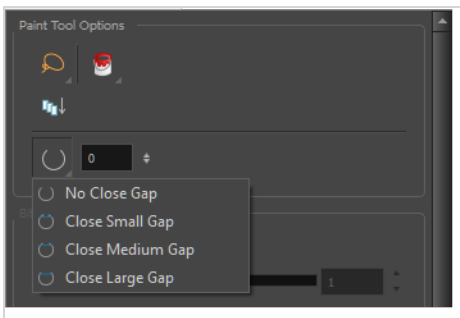 Paint Tool Options
0
No Close Gap
Close Small Gap
Close Medium Gap
Close Large Gap
1